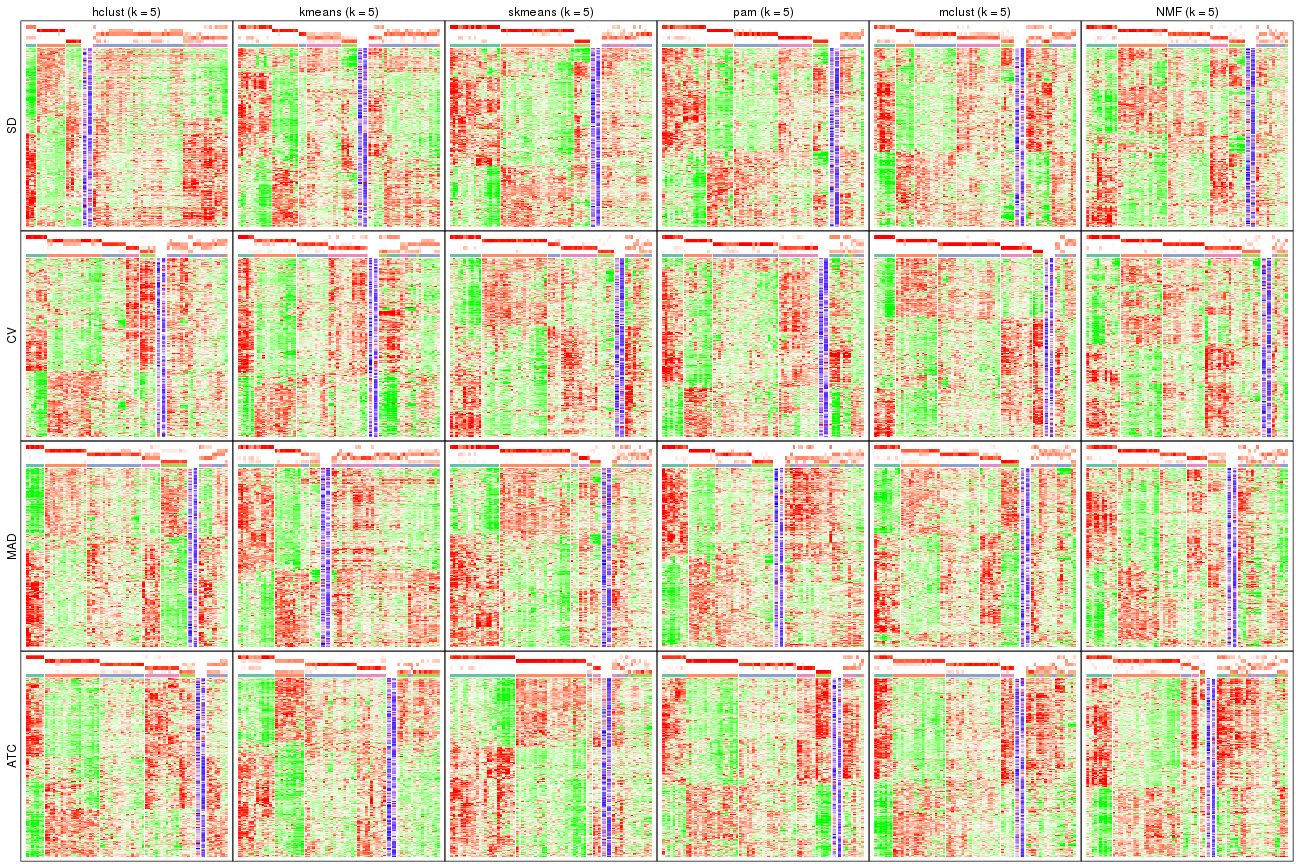 hclust (k = 5) kmeans (k = 5) skmeans (k = 5) pam (k = 5) mclust (k = 5) NMF (k = 5)
SD
CV
MAD
ATC